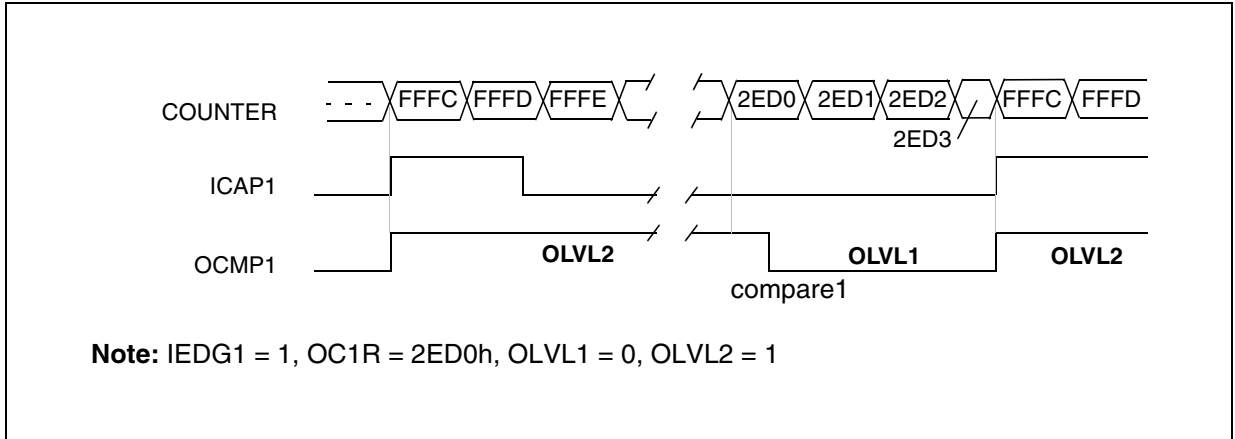 COUNTER
FFFC FFFD FFFE 2ED0 2ED1 2ED2 FFFC FFFD
2ED3
ICAP1
OCMP1
OLVL2 OLVL1 OLVL2
compare1
Note: IEDG1 = 1, OC1R = 2ED0h, OLVL1 = 0, OLVL2 = 1